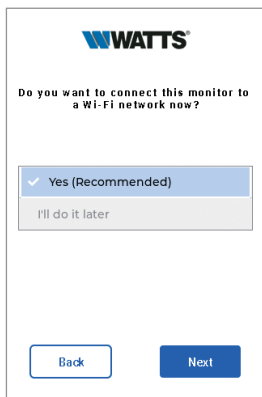 WATTS®
Do you want to connect this monitor to
a Wi-Fi network now?
Yes (Recommended)
I'll do it later
Back
Next